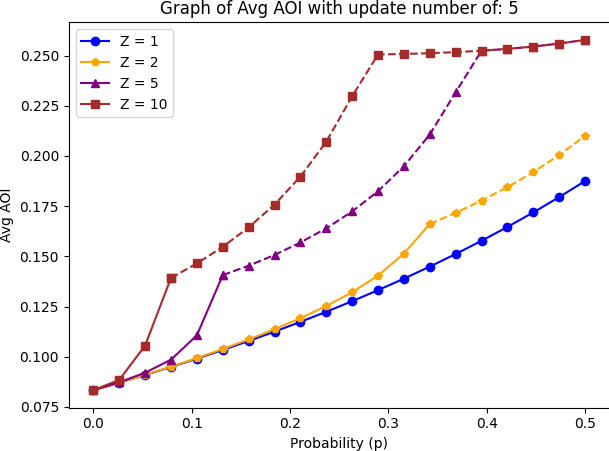 Graph of Avg AOI with update number of: 5
Z = 1
Z = 2
Z = 5
Z = 10
0.250
0.225
0.200
0.175
0.150
0.125
0.100
0.075
Avg AOI
0.0 0.1 0.2 0.3 0.4 0.5
Probability (p)